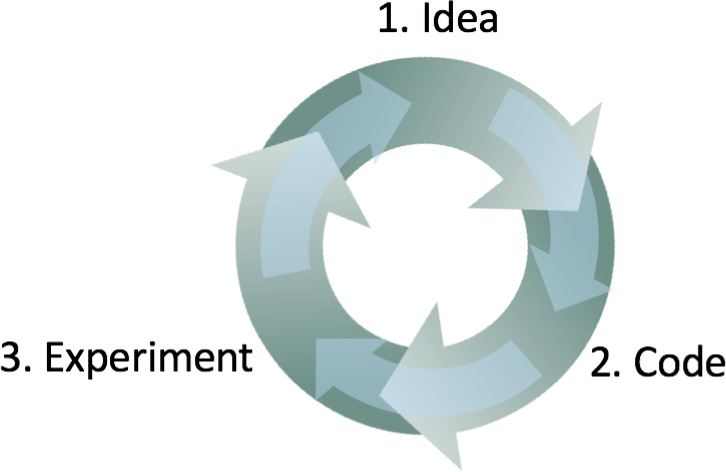 1. Idea
2. Code
3. Experiment